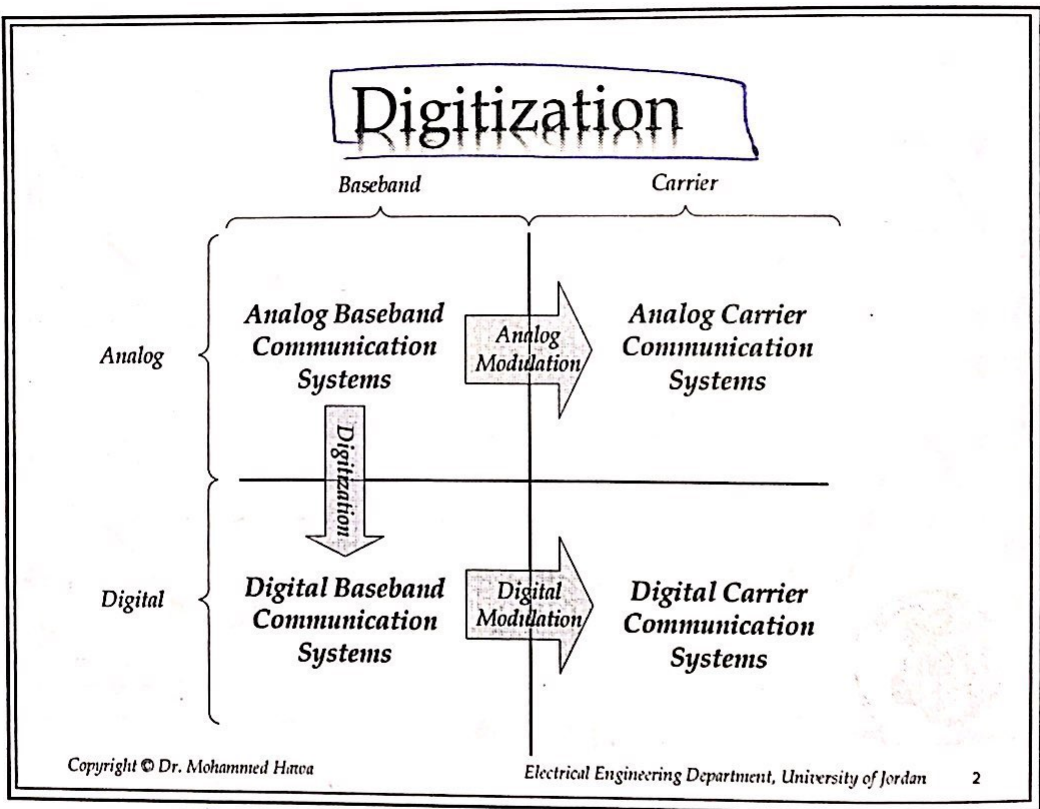 Digitization
Baseband
Carrier
Analog
Analog Baseband
Communication
Systems
Analog
Modulation
Analog Carrier
Communication
Systems
Digitization
Digital
Digital Baseband
Communication
Systems
Digital
Modulation
Digital Carrier
Communication
Systems
Copyright © Dr. Mohammed Hawa
Electrical Engineering Department, University of Jordan 2